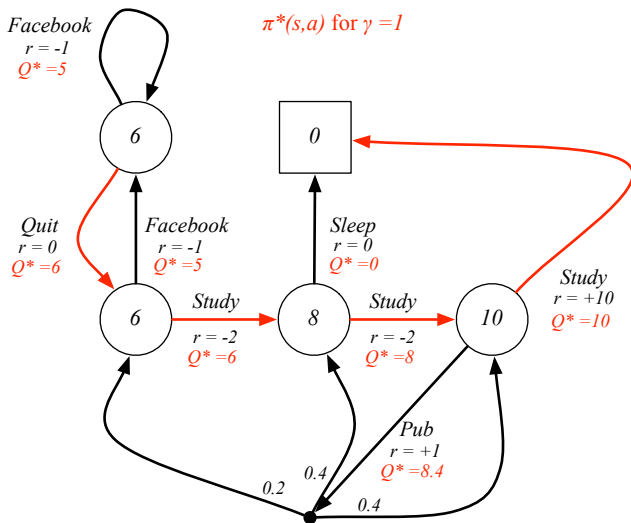 Facebook
r = -1
Q* =5
π*(s,a) for γ =1
6
0
Quit
r = 0
Q* =6
Facebook
r = -1
Q* =5
Sleep
r = 0
Q* =0
Study
r = +10
Q* =10
6
Study
r = -2
Q* =6
8
Study
r = -2
Q* =8
10
Pub
r = +1
Q* =8.4
0.2
0.4
0.4